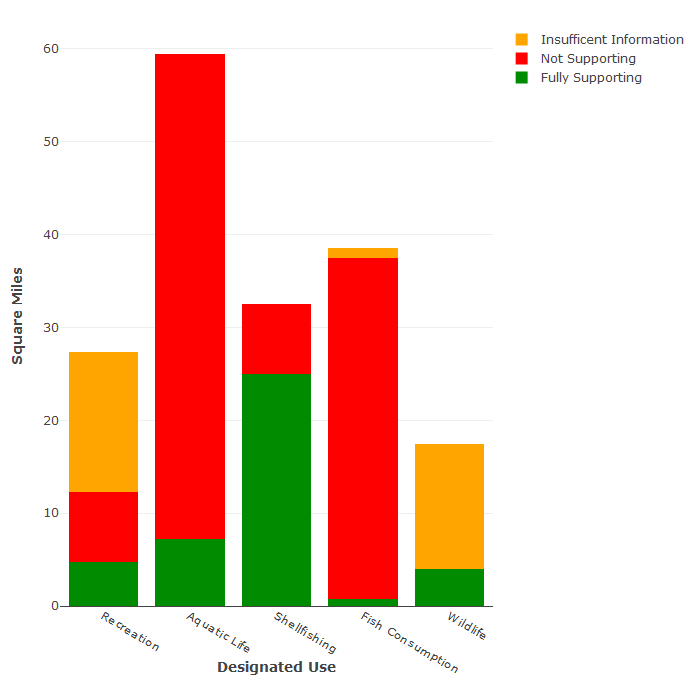 Insufficent Information
Not Supporting
Fully Supporting
60
50
40
30
20
10
0
Square Miles
Recreation
Aquatic Life
Shellfishing
Fish Consumption
Wildlife
Designated Use